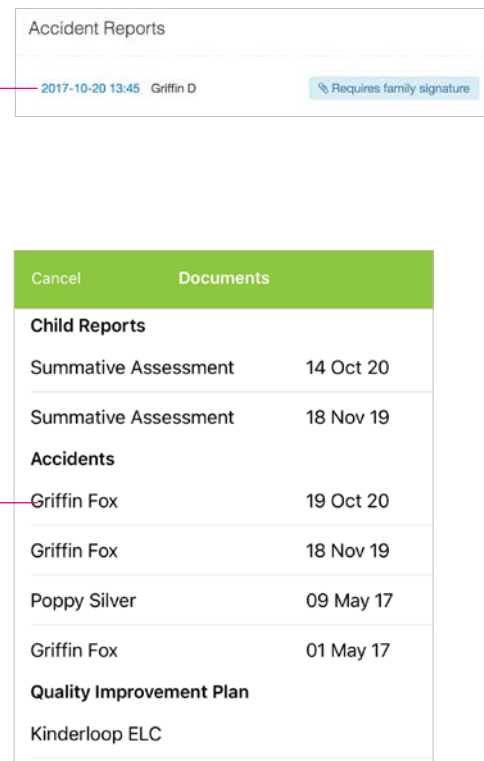 Accident Reports
2017-10-20 13:45 Griffin D Requires family signature
Cancel Documents
Child Reports
Summative Assessment 14 Oct 20
Summative Assessment 18 Nov 19
Accidents
Griffin Fox 19 Oct 20
Griffin Fox 18 Nov 19
Poppy Silver 09 May 17
Griffin Fox 01 May 17
Quality Improvement Plan
Kinderloop ELC